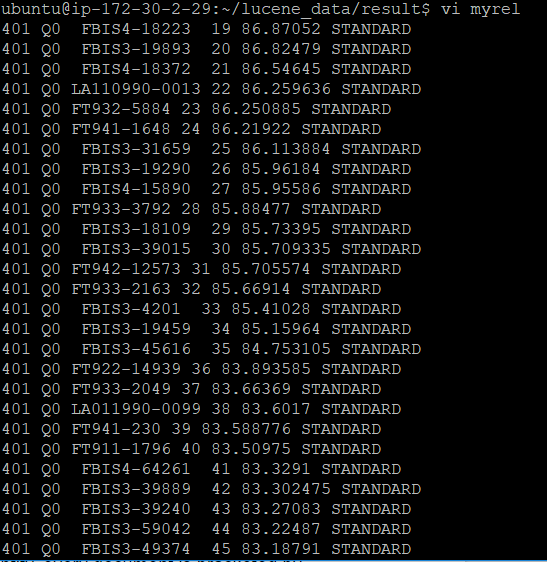 ubuntu@ip-172-30-2-29:~/lucene_data/result$ vi myrel
401 Q0  FBIS4-18223  19 86.87052 STANDARD
401 Q0  FBIS3-19893  20 86.82479 STANDARD
401 Q0  FBIS4-18372  21 86.54645 STANDARD
401 Q0 LA110990-0013 22 86.259636 STANDARD
401 Q0 FT932-5884 23 86.250885 STANDARD
401 Q0 FT941-1648 24 86.21922 STANDARD
401 Q0  FBIS3-31659  25 86.113884 STANDARD
401 Q0  FBIS3-19290  26 85.96184 STANDARD
401 Q0  FBIS4-15890  27 85.95586 STANDARD
401 Q0 FT933-3792 28 85.88477 STANDARD
401 Q0  FBIS3-18109  29 85.73395 STANDARD
401 Q0  FBIS3-39015  30 85.709335 STANDARD
401 Q0 FT942-12573 31 85.705574 STANDARD
401 Q0 FT933-2163 32 85.66914 STANDARD
401 Q0  FBIS3-4201  33 85.41028 STANDARD
401 Q0  FBIS3-19459  34 85.15964 STANDARD
401 Q0  FBIS3-45616  35 84.753105 STANDARD
401 Q0 FT922-14939 36 83.893585 STANDARD
401 Q0 FT933-2049 37 83.66369 STANDARD
401 Q0 LA011990-0099 38 83.6017 STANDARD
401 Q0 FT941-230 39 83.588776 STANDARD
401 Q0 FT911-1796 40 83.50975 STANDARD
401 Q0  FBIS4-64261  41 83.3291 STANDARD
401 Q0  FBIS3-39889  42 83.302475 STANDARD
401 Q0  FBIS3-39240  43 83.27083 STANDARD
401 Q0  FBIS3-59042  44 83.22487 STANDARD
401 Q0  FBIS3-49374  45 83.18791 STANDARD